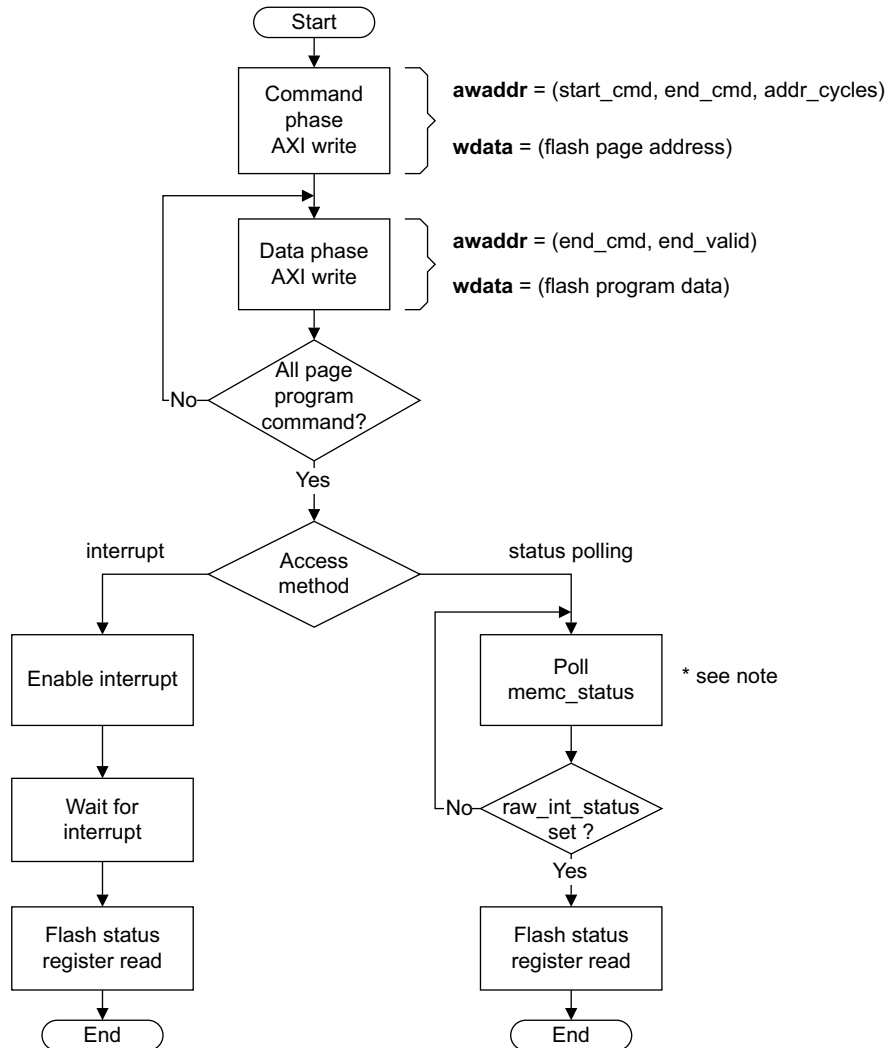 Start
Command
phase
AXI write
awaddr = (start_cmd, end_cmd, addr_cycles)
wdata = (flash page address)
Data phase
AXI write
awaddr = (end_cmd, end_valid)
wdata = (flash program data)
All page
program
command?
No
Yes
Access
method
interrupt
status polling
Enable interrupt
Poll
memc_status
* see note
Wait for
interrupt
raw_int_status
set ?
No
Yes
Flash status
register read
Flash status
register read
End
End